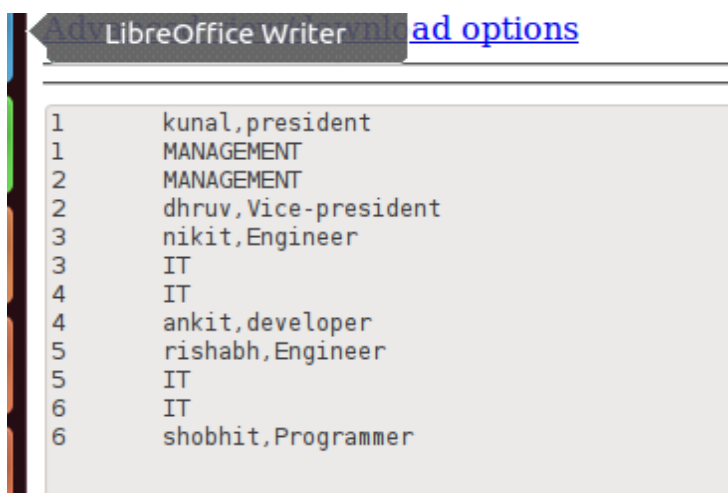 LibreOffice Writer ad options
1 kunal,president
1 MANAGEMENT
2 MANAGEMENT
2 dhruv,Vice-president
3 nikit,Engineer
3 IT
4 IT
4 ankit,developer
5 rishabh,Engineer
5 IT
6 IT
6 shobhit,Programmer